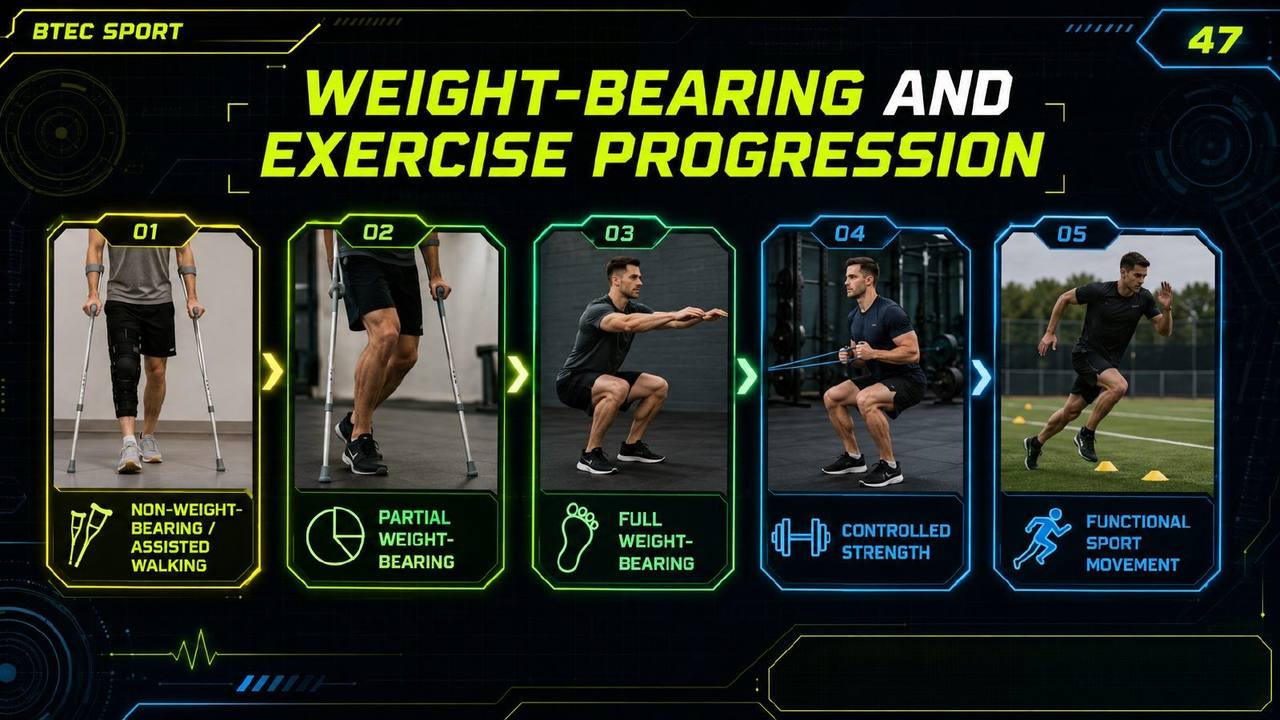 BTEC SPORT
47
WEIGHT-BEARING AND
EXERCISE PROGRESSION
01
NON-WEIGHT-
BEARING /
ASSISTED
WALKING
02
PARTIAL
WEIGHT-
BEARING
03
FULL
WEIGHT-
BEARING
04
CONTROLLED
STRENGTH
05
FUNCTIONAL
SPORT
MOVEMENT